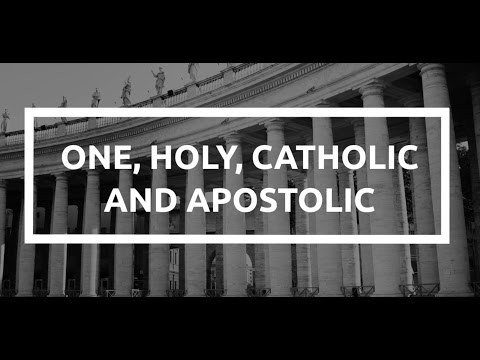 ONE, HOLY, CATHOLIC
AND APOSTOLIC